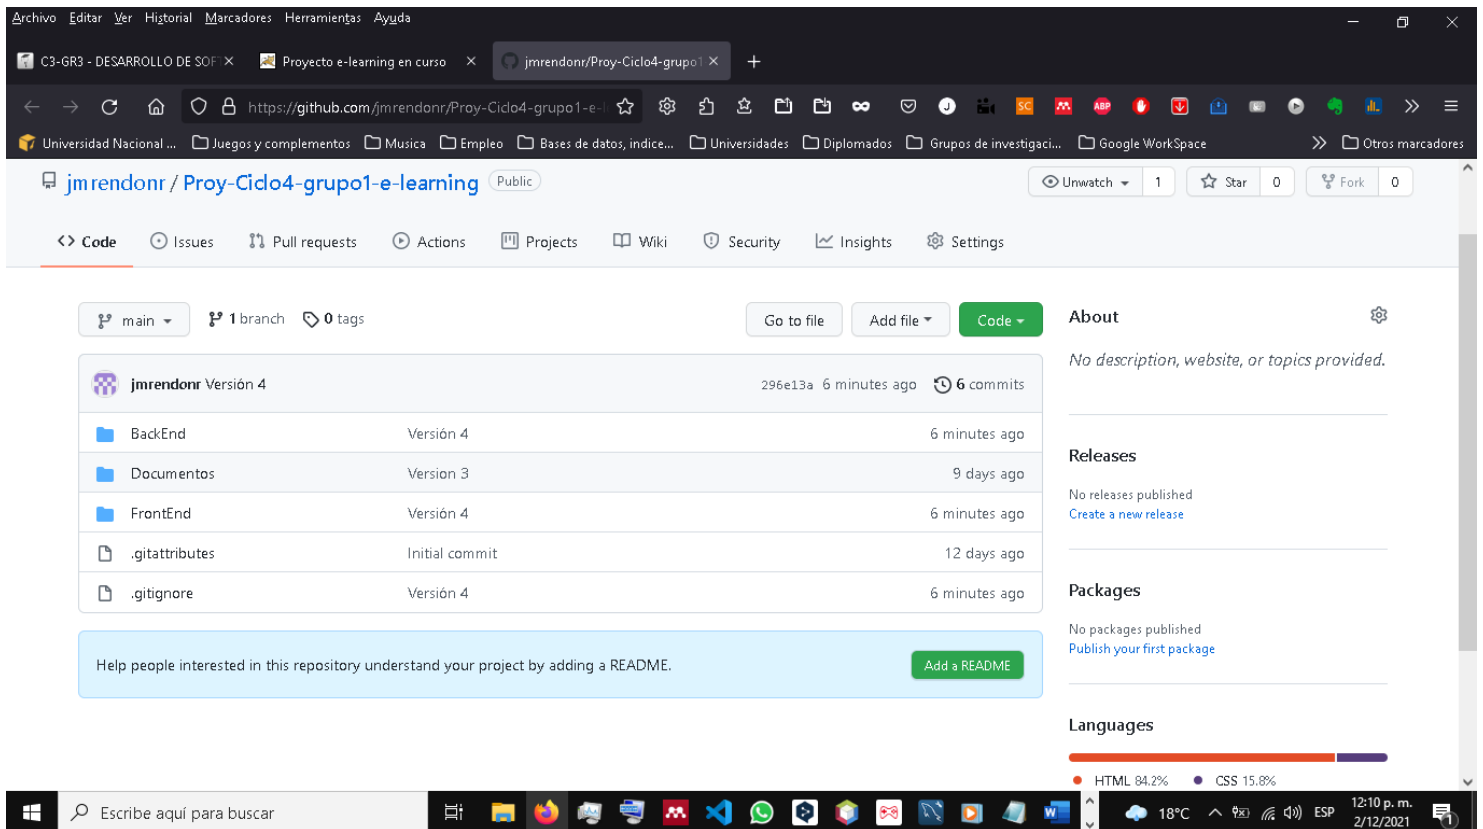 Archivo Editar Ver Historial Marcadores Herramientas Ayuda
C3-GR3 - DESARROLLO DE SOFT
Proyecto e-learning en curso
jmrendonr/Proy-Ciclo4-grupo1
https://github.com/jmrendonr/Proy-Ciclo4-grupo1-e-l
Universidad Nacional ... Juegos y complementos Musica Empleo Bases de datos, indice... Universidades Diplomados Grupos de investigaci... Google WorkSpace Otros marcadores
jmrendonr / Proy-Ciclo4-grupo1-e-learning Public
Unwatch 1 Star 0 Fork 0
Code Issues Pull requests Actions Projects Wiki Security Insights Settings
main 1 branch 0 tags Go to file Add file Code
jmrendonr Versión 4 296e13a 6 minutes ago 6 commits
BackEnd Versión 4 6 minutes ago
Documentos Version 3 9 days ago
FrontEnd Versión 4 6 minutes ago
.gitattributes Initial commit 12 days ago
.gitignore Versión 4 6 minutes ago
Help people interested in this repository understand your project by adding a README. Add a README
About
No description, website, or topics provided.
Releases
No releases published
Create a new release
Packages
No packages published
Publish your first package
Languages
HTML 84.2% CSS 15.8%
Escribe aquí para buscar
18°C ESP
12:10 p. m.
2/12/2021